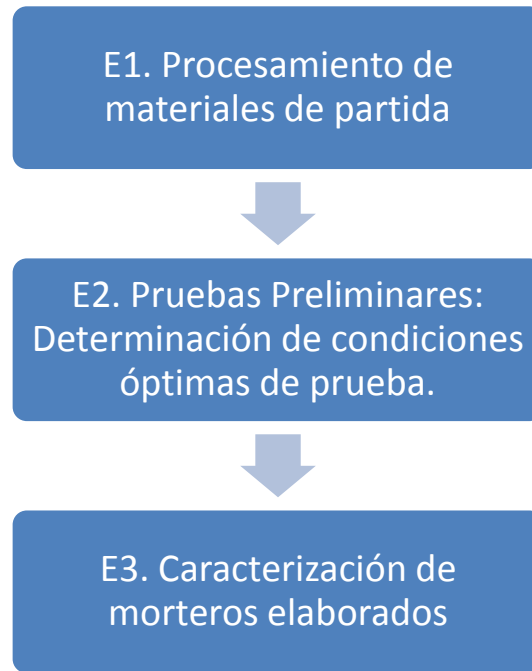 E1. Procesamiento de
materiales de partida
E2. Pruebas Preliminares:
Determinación de condiciones
óptimas de prueba.
E3. Caracterización de
morteros elaborados